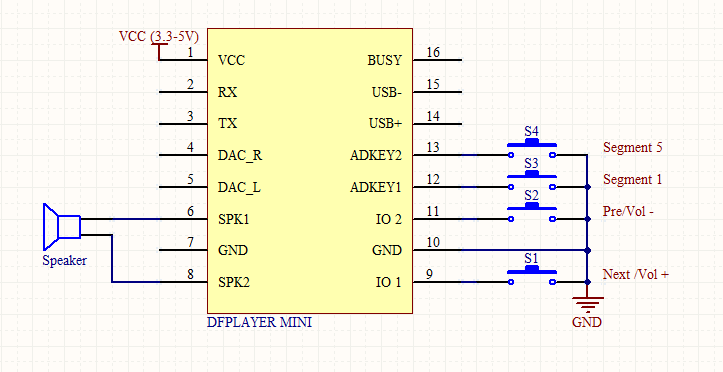 VCC (3.3-5V)
1 VCC BUSY 16
2 RX USB- 15
3 TX USB+ 14
S4
4 DAC_R ADKEY2 13 Segment 5
S3
5 DAC_L ADKEY1 12 Segment 1
S2
6 SPK1 IO 2 11 Pre/Vol -
7 GND GND 10
Speaker
S1
8 SPK2 IO 1 9 Next /Vol +
DFPLAYER MINI
GND